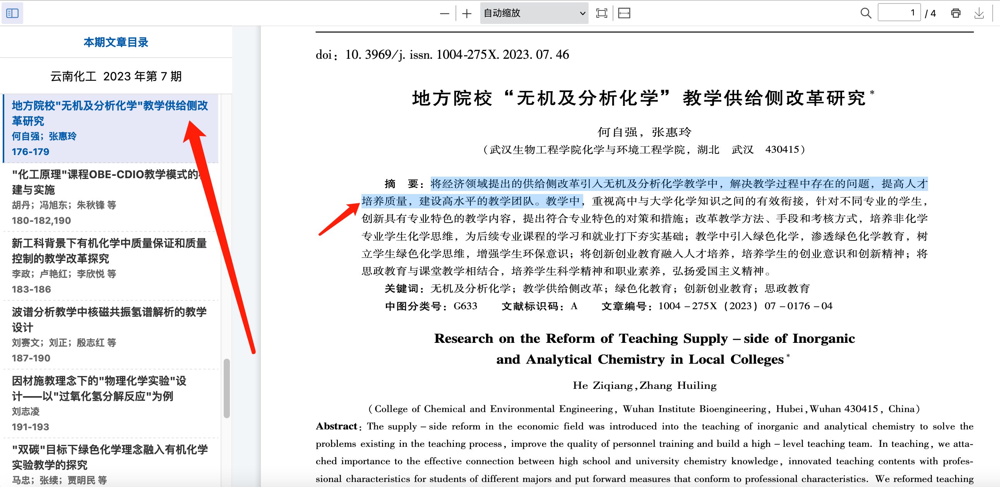 自动缩放
1 / 4
本期文章目录
云南化工 2023 年第 7 期
地方院校"无机及分析化学"教学供给侧改
革研究
何自强；张惠玲
176-179
"化工原理"课程OBE-CDIO教学模式的
建与实施
胡丹；冯旭东；朱秋锋 等
180-182,190
新工科背景下有机化学中质量保证和质量
控制的教学改革探究
李政；卢艳红；李欣悦 等
183-186
波谱分析教学中核磁共振氢谱解析的教学
设计
刘赛文；刘正；殷志红 等
187-190
因材施教理念下的"物理化学实验"设
计——以"过氧化氢分解反应"为例
刘志凌
191-193
"双碳"目标下绿色化学理念融入有机化学
实验教学的探究
马忠；张续；贾明民 等
doi：10. 3969/j. issn. 1004-275X. 2023. 07. 46
地方院校“无机及分析化学”教学供给侧改革研究*
何自强，张惠玲
（武汉生物工程学院化学与环境工程学院，湖北 武汉 430415）
摘 要：将经济领域提出的供给侧改革引入无机及分析化学教学中，解决教学过程中存在的问题，提高人才
培养质量，建设高水平的教学团队。教学中，重视高中与大学化学知识之间的有效衔接，针对不同专业的学生，
创新具有专业特色的教学内容，提出符合专业特色的对策和措施；改革教学方法、手段和考核方式，培养非化学
专业学生化学思维，为后续专业课程的学习和就业打下夯实基础；教学中引入绿色化学，渗透绿色化学教育，树
立学生绿色化学思维，增强学生环保意识；将创新创业教育融入人才培养，培养学生的创业意识和创新精神；将
思政教育与课堂教学相结合，培养学生科学精神和职业素养，弘扬爱国主义精神。
关键词：无机及分析化学；教学供给侧改革；绿色化教育；创新创业教育；思政教育
中图分类号：G633 文献标识码：A 文章编号：1004 －275X（2023）07 －0176 －04
Research on the Reform of Teaching Supply – side of Inorganic
and Analytical Chemistry in Local Colleges*
He Ziqiang,Zhang Huiling
（College of Chemical and Environmental Engineering, Wuhan Institute Bioengineering, Hubei,Wuhan 430415, China）
Abstract：The supply – side reform in the economic field was introduced into the teaching of inorganic and analytical chemistry to solve the
problems existing in the teaching process, improve the quality of personnel training and build a high – level teaching team. In teaching, we atta-
ched importance to the effective connection between high school and university chemistry knowledge, innovated teaching contents with profes-
sional characteristics for students of different majors and put forward measures that conform to professional characteristics. We reformed teaching